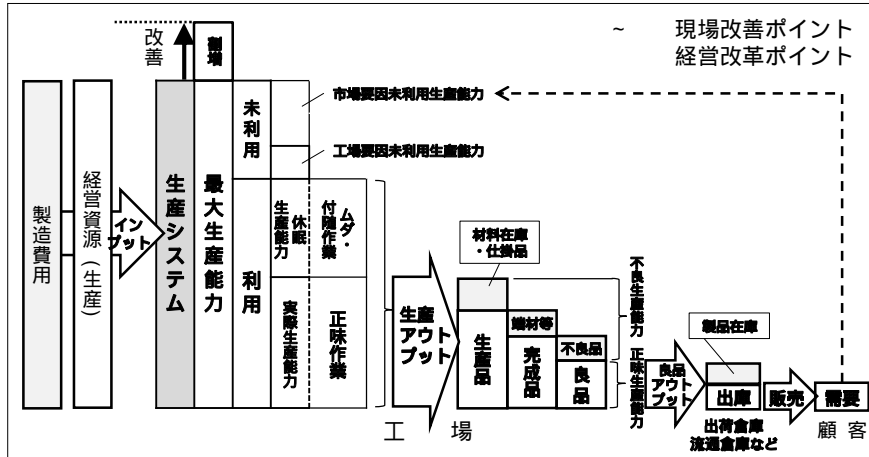 ~ 現場改善ポイント
経営改革ポイント
改善
割増
市場要因未利用生産能力
工場要因未利用生産能力
製造費用
経営資源(生産)
イン
プット
生産システム
最大生産能力
未利用
利用
休眠
生産能力
ムダ・
付随作業
実際生産能力
正味作業
生産
アウト
プット
材料在庫
・仕掛品
生産品
端材等
完成品
不良品
良品
不良生産能力
正味生産能力
良品
アウト
プット
製品在庫
出庫
販売
需要
工場
出荷倉庫
流通倉庫など
顧客